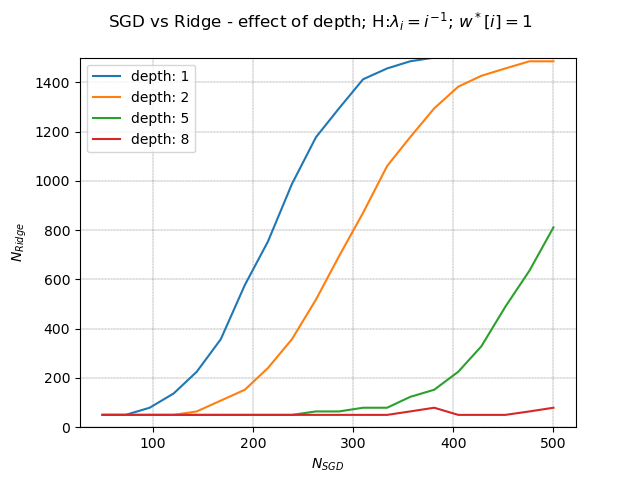 SGD vs Ridge - effect of depth; H:λᵢ = i⁻¹; w*[i] = 1
depth: 1
depth: 2
depth: 5
depth: 8
N_Ridge
1400
1200
1000
800
600
400
200
0
100 200 300 400 500
N_SGD